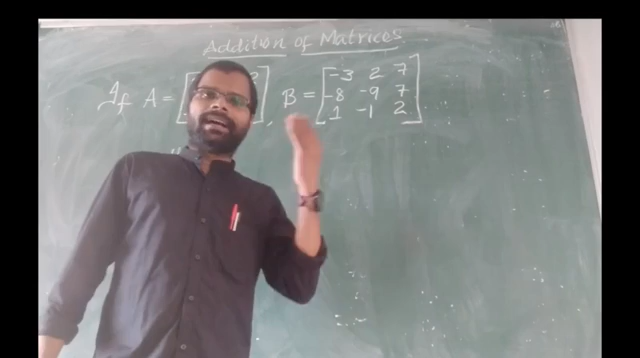 Addition of Matrices
-3 2 7
If A = [ ], B = [-8 -9 7]
1 -1 2